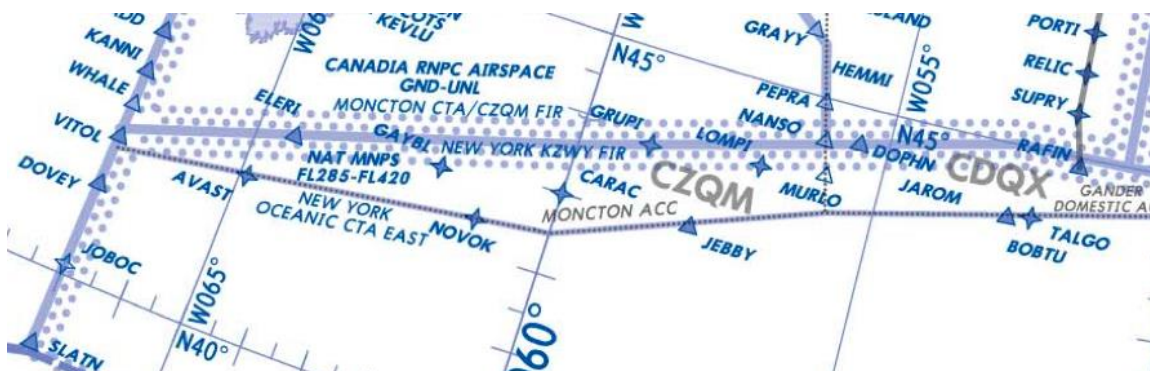 KANNI
WHALE
VITOL
DOVEY
JOBOC
SLATN
COTS
KEVLU
CANADIA RNPC AIRSPACE
GND-UNL
MONCTON CTA/CZQM FIR
ELERI
GAYBL
NEW YORK KZWY FIR
NAT MNPS
FL285-FL420
AVAST
NEW YORK
OCEANIC CTA EAST
NOVOK
W065°
N40°
N45°
GRUPI
LOMPI
CARAC
CZQM
MONCTON ACC
JEBBY
060°
GRAYY
HEMMI
PEPRA
NANSO
MURLO
DOPHN
JAROM
W055°
N45°
CDQX
PORTI
RELIC
SUPRY
RAFIN
GANDER
TALGO
BOBTU